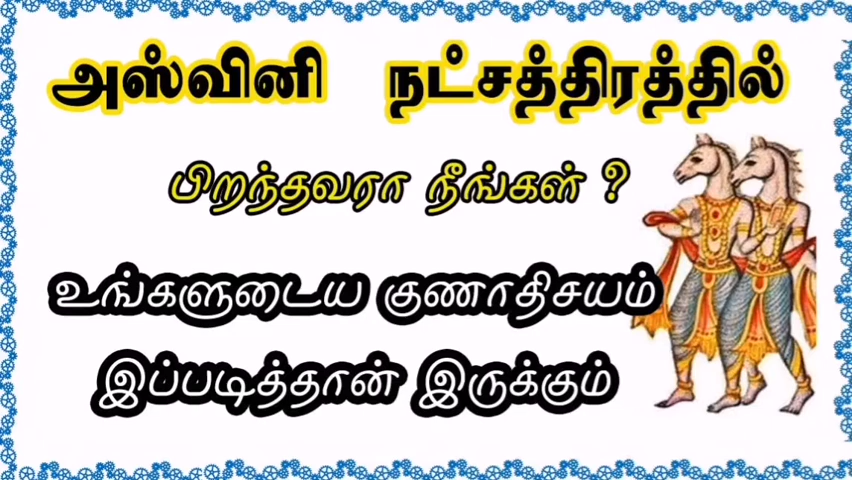 அஸ்வினி நட்சத்திரத்தில்
பிறந்தவரா நீங்கள் ?
உங்களுடைய குணாதிசயம்
இப்படித்தான் இருக்கும்